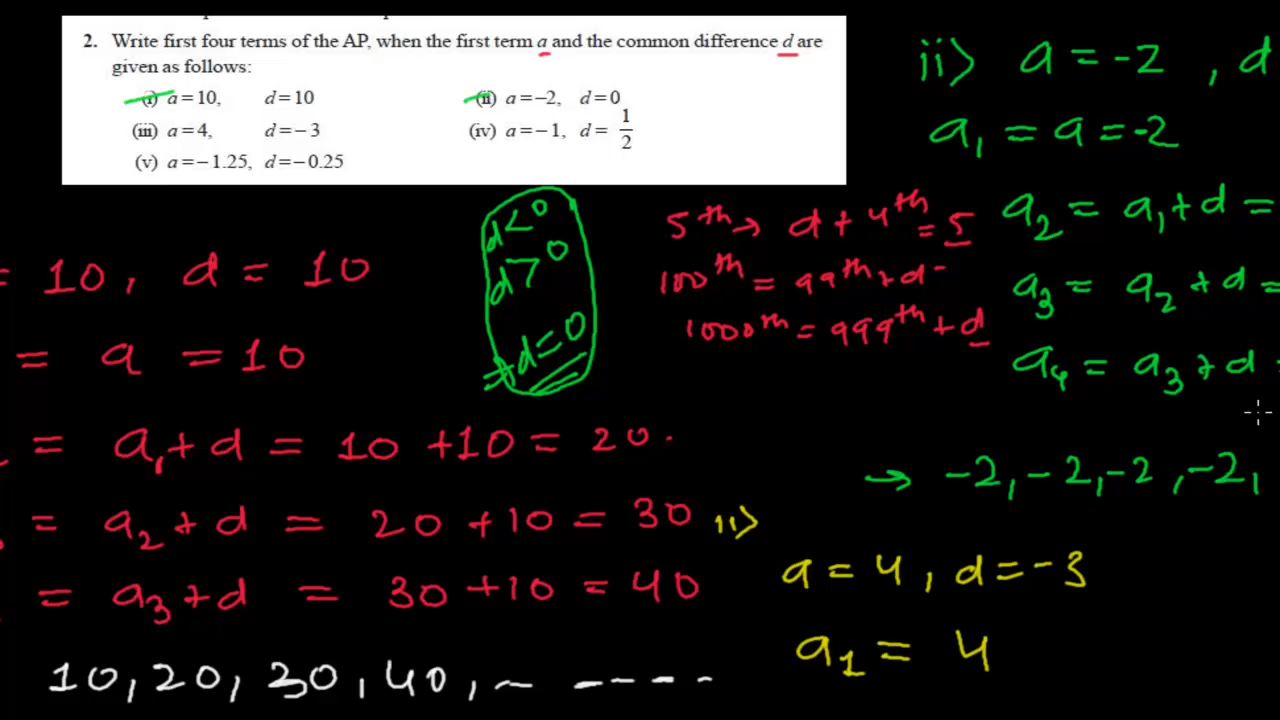 2. Write first four terms of the AP, when the first term a and the common difference d are
given as follows:
(i) a=10, d=10 (ii) a=–2, d=0
(iii) a=4, d=–3 (iv) a=–1, d= 1/2
(v) a=–1.25, d=–0.25
= 10, d = 10
= a = 10
= a₁+d = 10 +10 = 20.
= a₂+d = 20 +10 = 30
= a₃+d = 30 +10 = 40
10, 20, 30, 40, ~ ----
d<0
d>0
d=0
5th → d + 4th = 5
100th = 99th + d
1000th = 999th + d
ii) a = -2, d
a₁ = a = -2
a₂ = a₁+d =
a₃ = a₂+d =
a₄ = a₃+d
→ -2, -2, -2, -2,
ii)
a = 4, d = -3
a₁ = 4